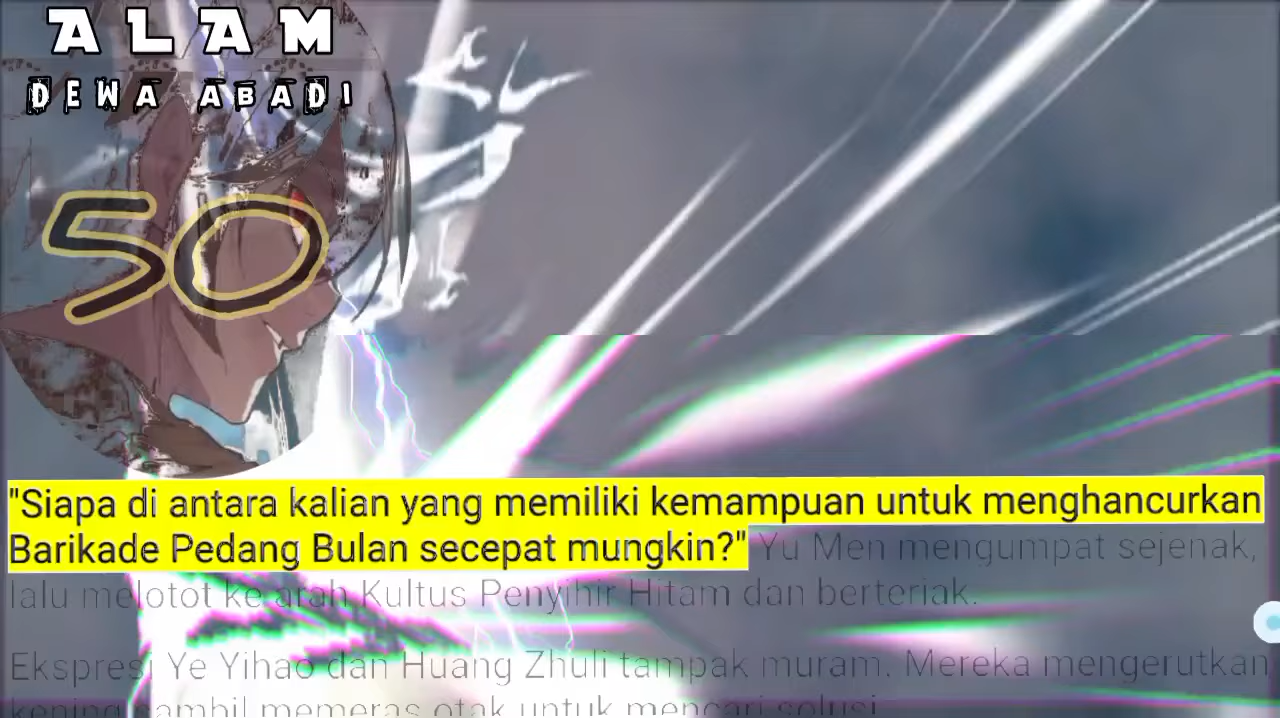 ALAM
DEWA ABADI
50
"Siapa di antara kalian yang memiliki kemampuan untuk menghancurkan
Barikade Pedang Bulan secepat mungkin?" Yu Men mengumpat sejenak,
lalu melotot ke arah Kultus Penyihir Hitam dan berteriak.
Ekspresi Ye Yihao dan Huang Zhuli tampak muram. Mereka mengerutkan
kening sambil memeras otak untuk mencari solusi.